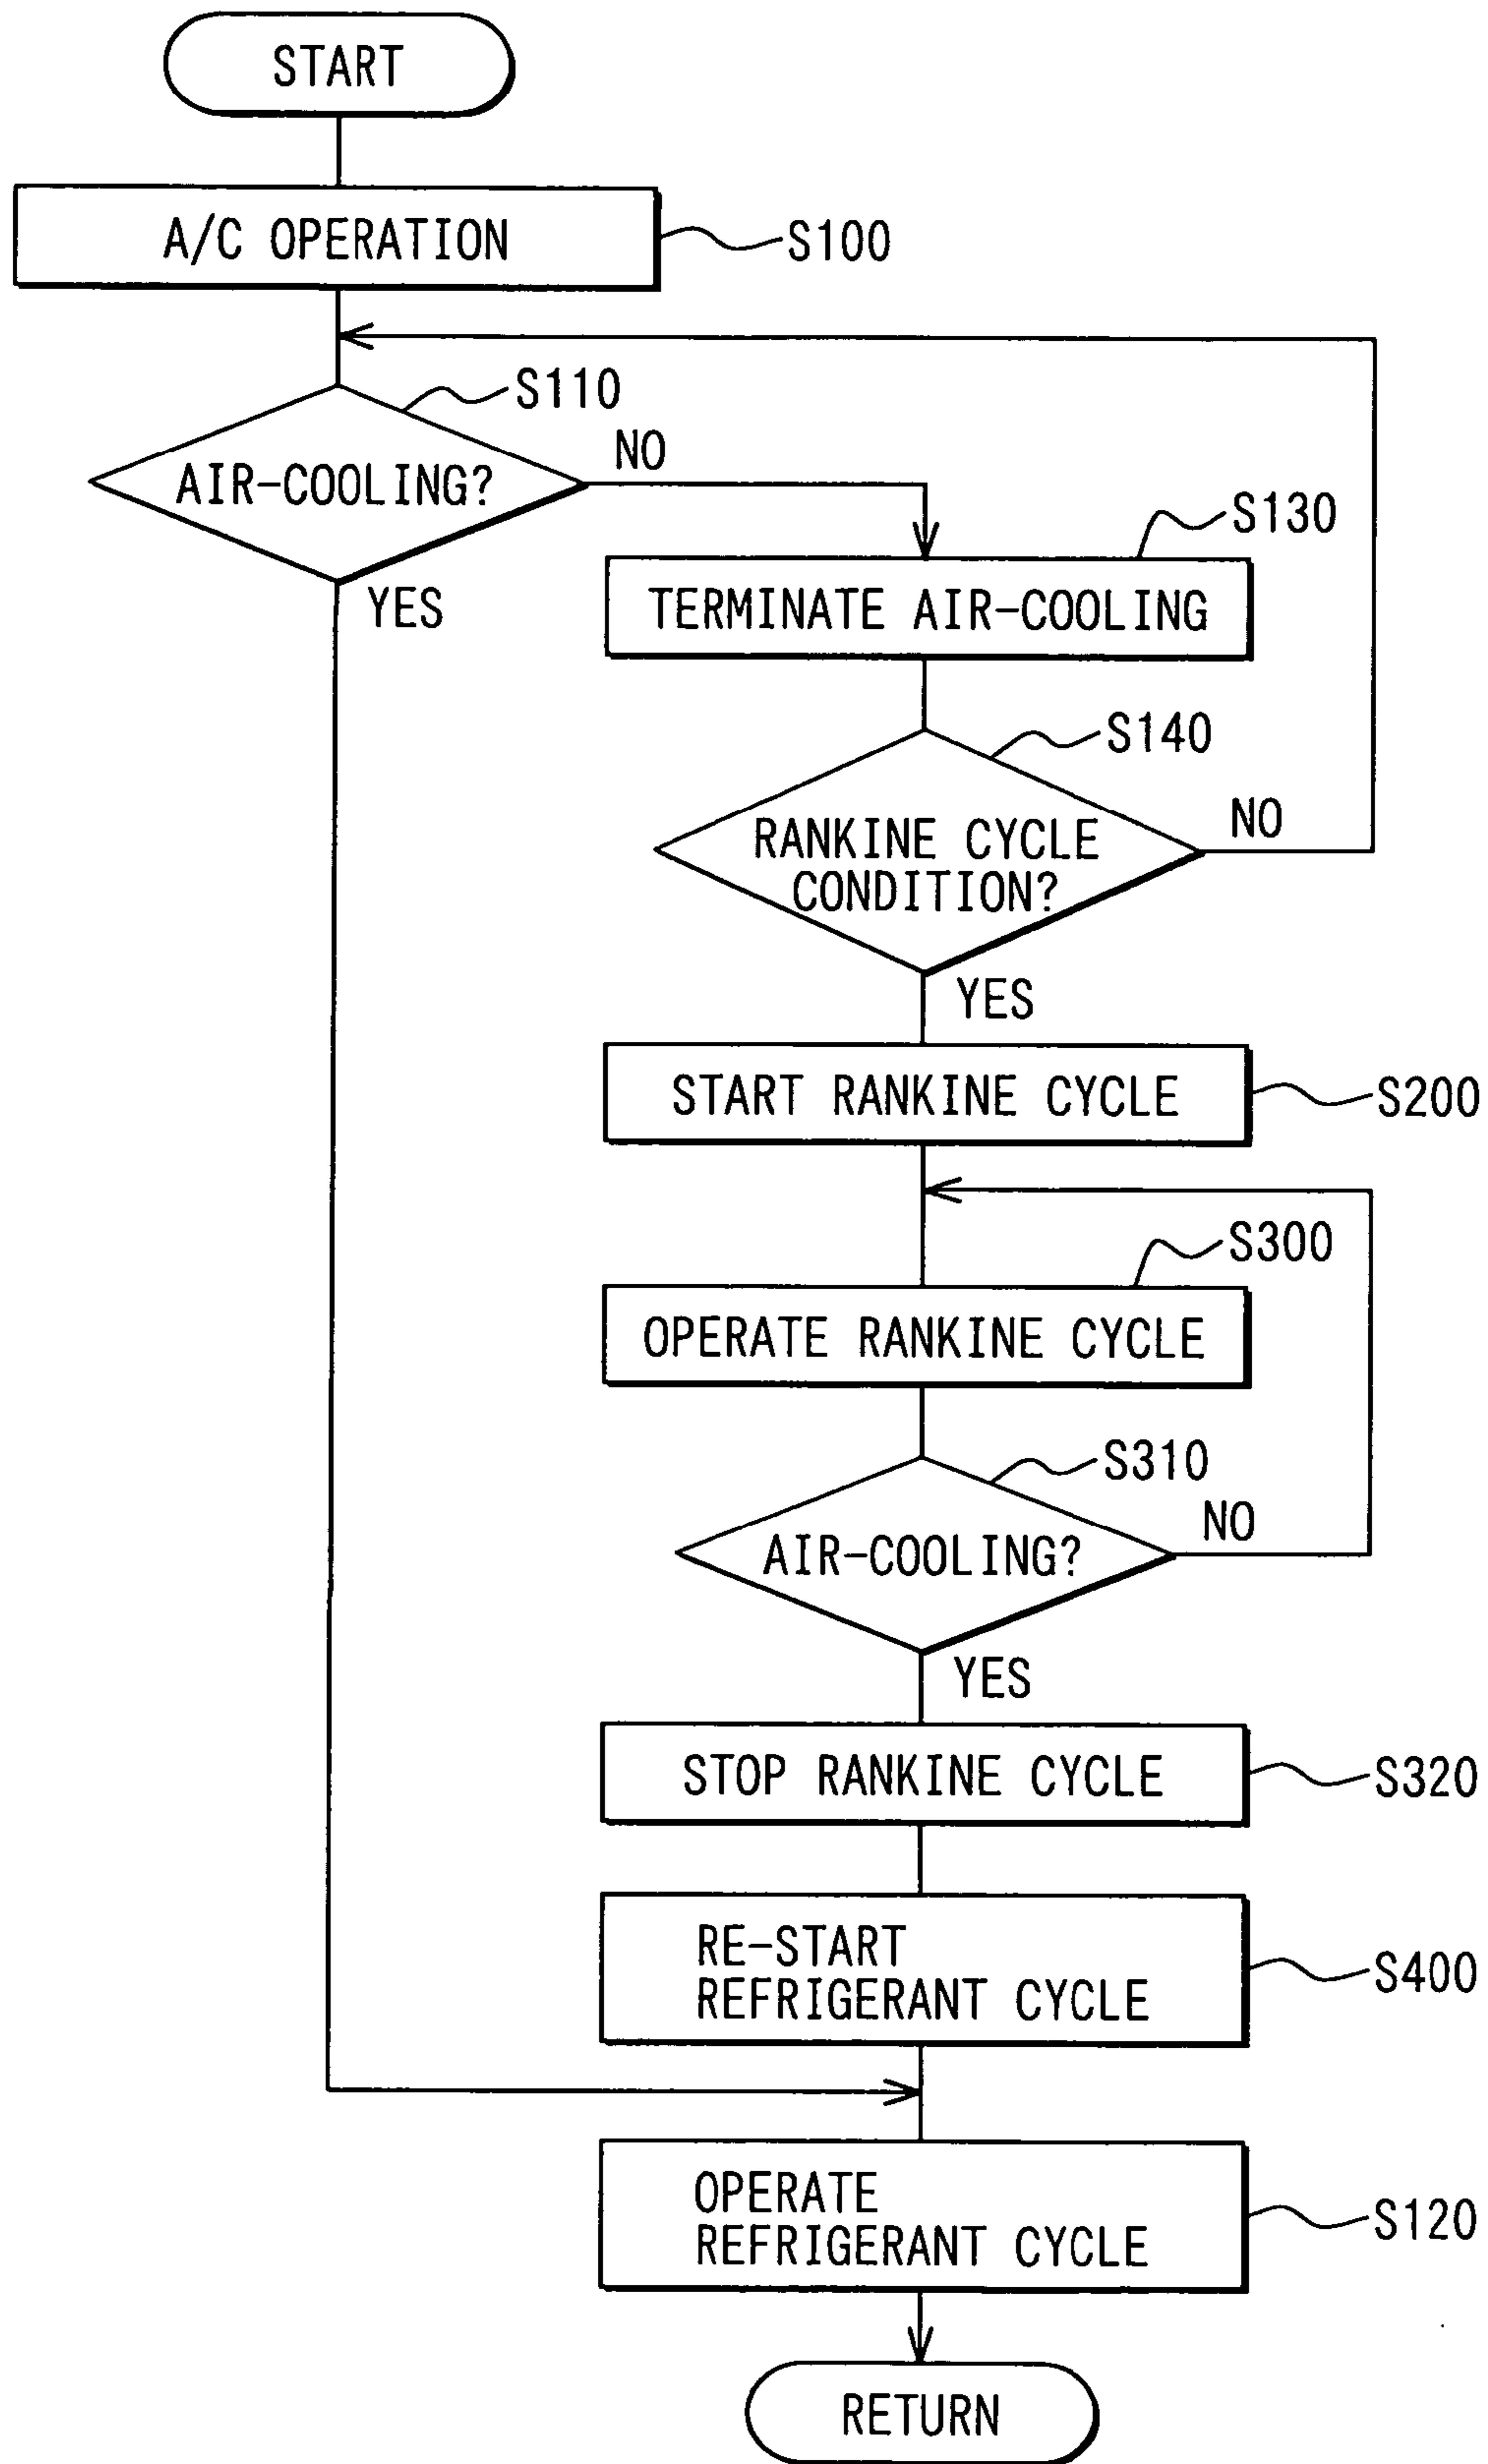 START
A/C OPERATION
S100
S110
AIR-COOLING?
NO
YES
S130
TERMINATE AIR-COOLING
S140
RANKINE CYCLE
CONDITION?
NO
YES
START RANKINE CYCLE
S200
S300
OPERATE RANKINE CYCLE
S310
AIR-COOLING?
NO
YES
STOP RANKINE CYCLE
S320
RE-START
REFRIGERANT CYCLE
S400
OPERATE
REFRIGERANT CYCLE
S120
RETURN